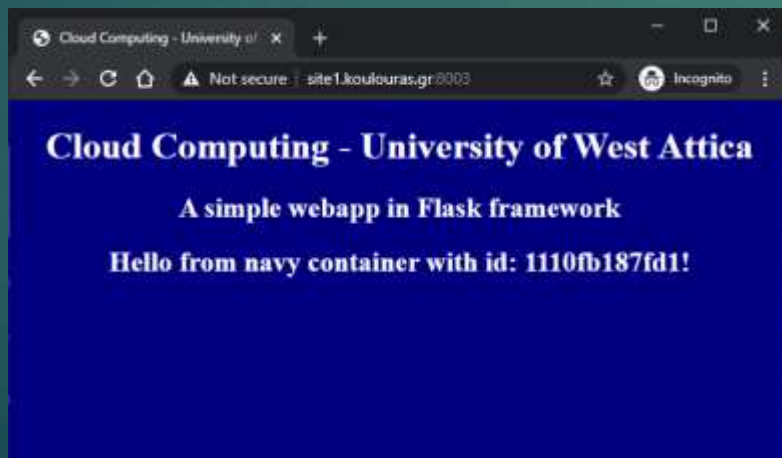 Cloud Computing - University of
Not secure site1.koulouras.gr:8003
Incognito
Cloud Computing - University of West Attica
A simple webapp in Flask framework
Hello from navy container with id: 1110fb187fd1!